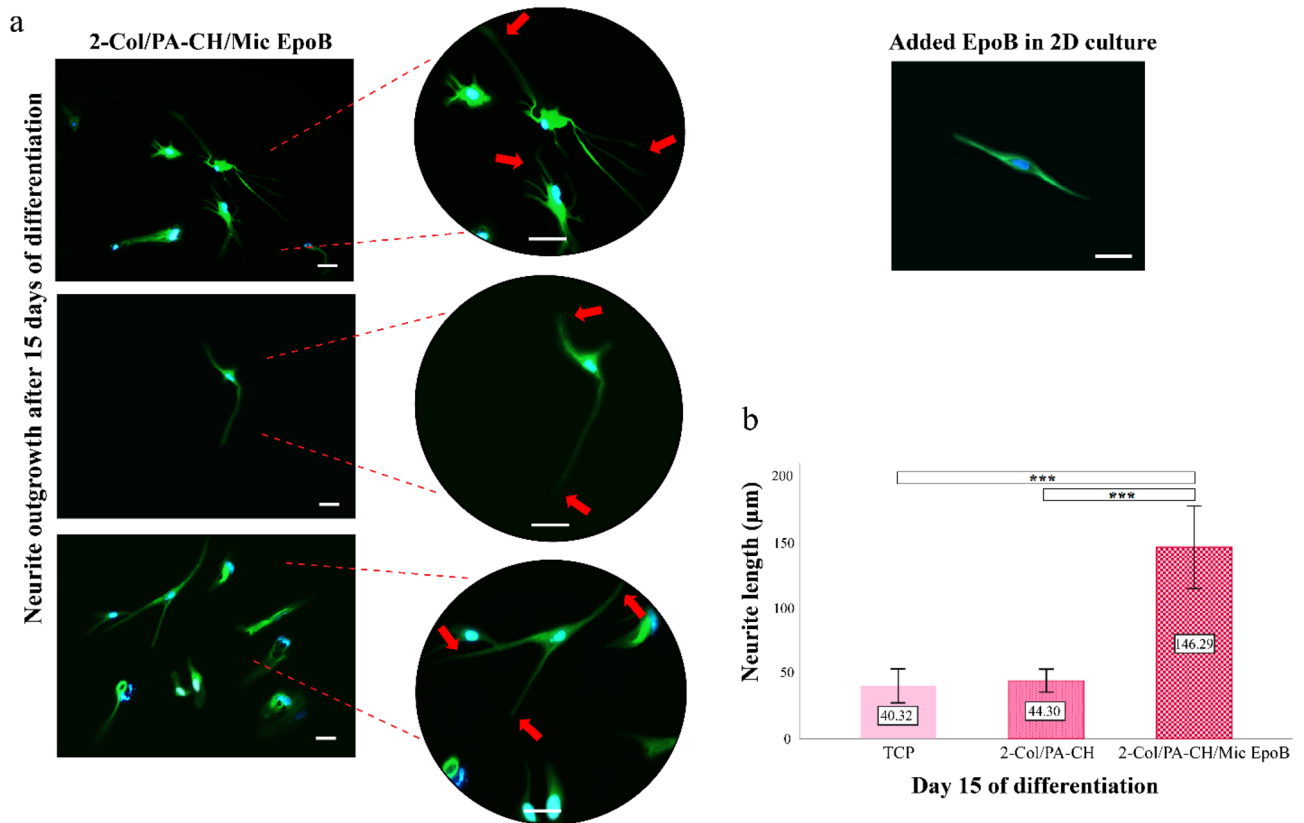 a
2-Col/PA-CH/Mic EpoB
Neurite outgrowth after 15 days of differentiation
Added EpoB in 2D culture
b
Neurite length (µm)
200
150
100
50
0
***
***
40.32
44.30
146.29
TCP
2-Col/PA-CH
2-Col/PA-CH/Mic EpoB
Day 15 of differentiation